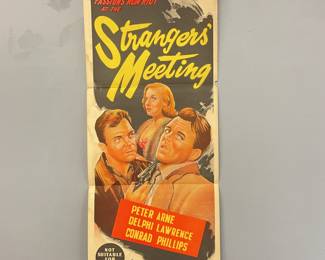 PASSIONS RUN RIOT
AT THE
Strangers'
Meeting
PETER ARNE
DELPHI LAWRENCE
CONRAD PHILLIPS
NOT
SUITABLE
FOR